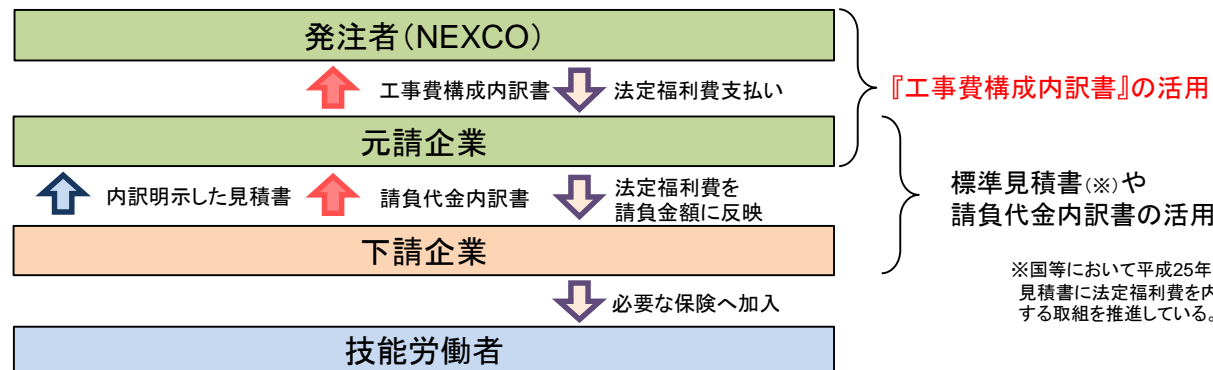 発注者（NEXCO）
工事費構成内訳書
法定福利費支払い
『工事費構成内訳書』の活用
元請企業
内訳明示した見積書
請負代金内訳書
法定福利費を
請負金額に反映
標準見積書（※）や
請負代金内訳書の活用
下請企業
※国等において平成25年
見積書に法定福利費を内
する取組を推進している。
必要な保険へ加入
技能労働者